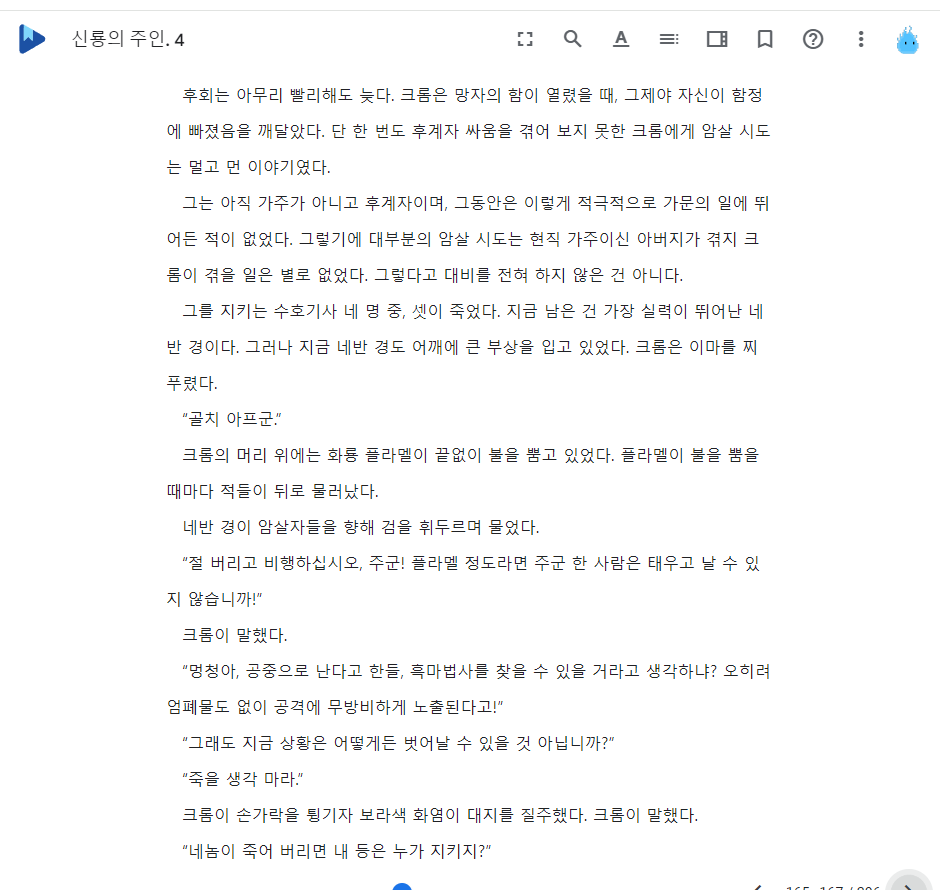 신룡의 주인. 4
후회는 아무리 빨리해도 늦다. 크롬은 망자의 함이 열렸을 때, 그제야 자신이 함정
에 빠졌음을 깨달았다. 단 한 번도 후계자 싸움을 겪어 보지 못한 크롬에게 암살 시도
는 멀고 먼 이야기였다.
그는 아직 가주가 아니고 후계자이며, 그동안은 이렇게 적극적으로 가문의 일에 뛰
어든 적이 없었다. 그렇기에 대부분의 암살 시도는 현직 가주이신 아버지가 겪지 크
롬이 겪을 일은 별로 없었다. 그렇다고 대비를 전혀 하지 않은 건 아니다.
그를 지키는 수호기사 네 명 중, 셋이 죽었다. 지금 남은 건 가장 실력이 뛰어난 네
반 경이다. 그러나 지금 네반 경도 어깨에 큰 부상을 입고 있었다. 크롬은 이마를 찌
푸렸다.
“골치 아프군.”
크롬의 머리 위에는 화룡 플라멜이 끝없이 불을 뿜고 있었다. 플라멜이 불을 뿜을
때마다 적들이 뒤로 물러났다.
네반 경이 암살자들을 향해 검을 휘두르며 물었다.
“절 버리고 비행하십시오, 주군! 플라멜 정도라면 주군 한 사람은 태우고 날 수 있
지 않습니까!”
크롬이 말했다.
“멍청아, 공중으로 난다고 한들, 흑마법사를 찾을 수 있을 거라고 생각하냐? 오히려
엄폐물도 없이 공격에 무방비하게 노출된다고!”
“그래도 지금 상황은 어떻게든 벗어날 수 있을 것 아닙니까?”
“죽을 생각 마라.”
크롬이 손가락을 튕기자 보라색 화염이 대지를 질주했다. 크롬이 말했다.
“네놈이 죽어 버리면 내 등은 누가 지키지?”